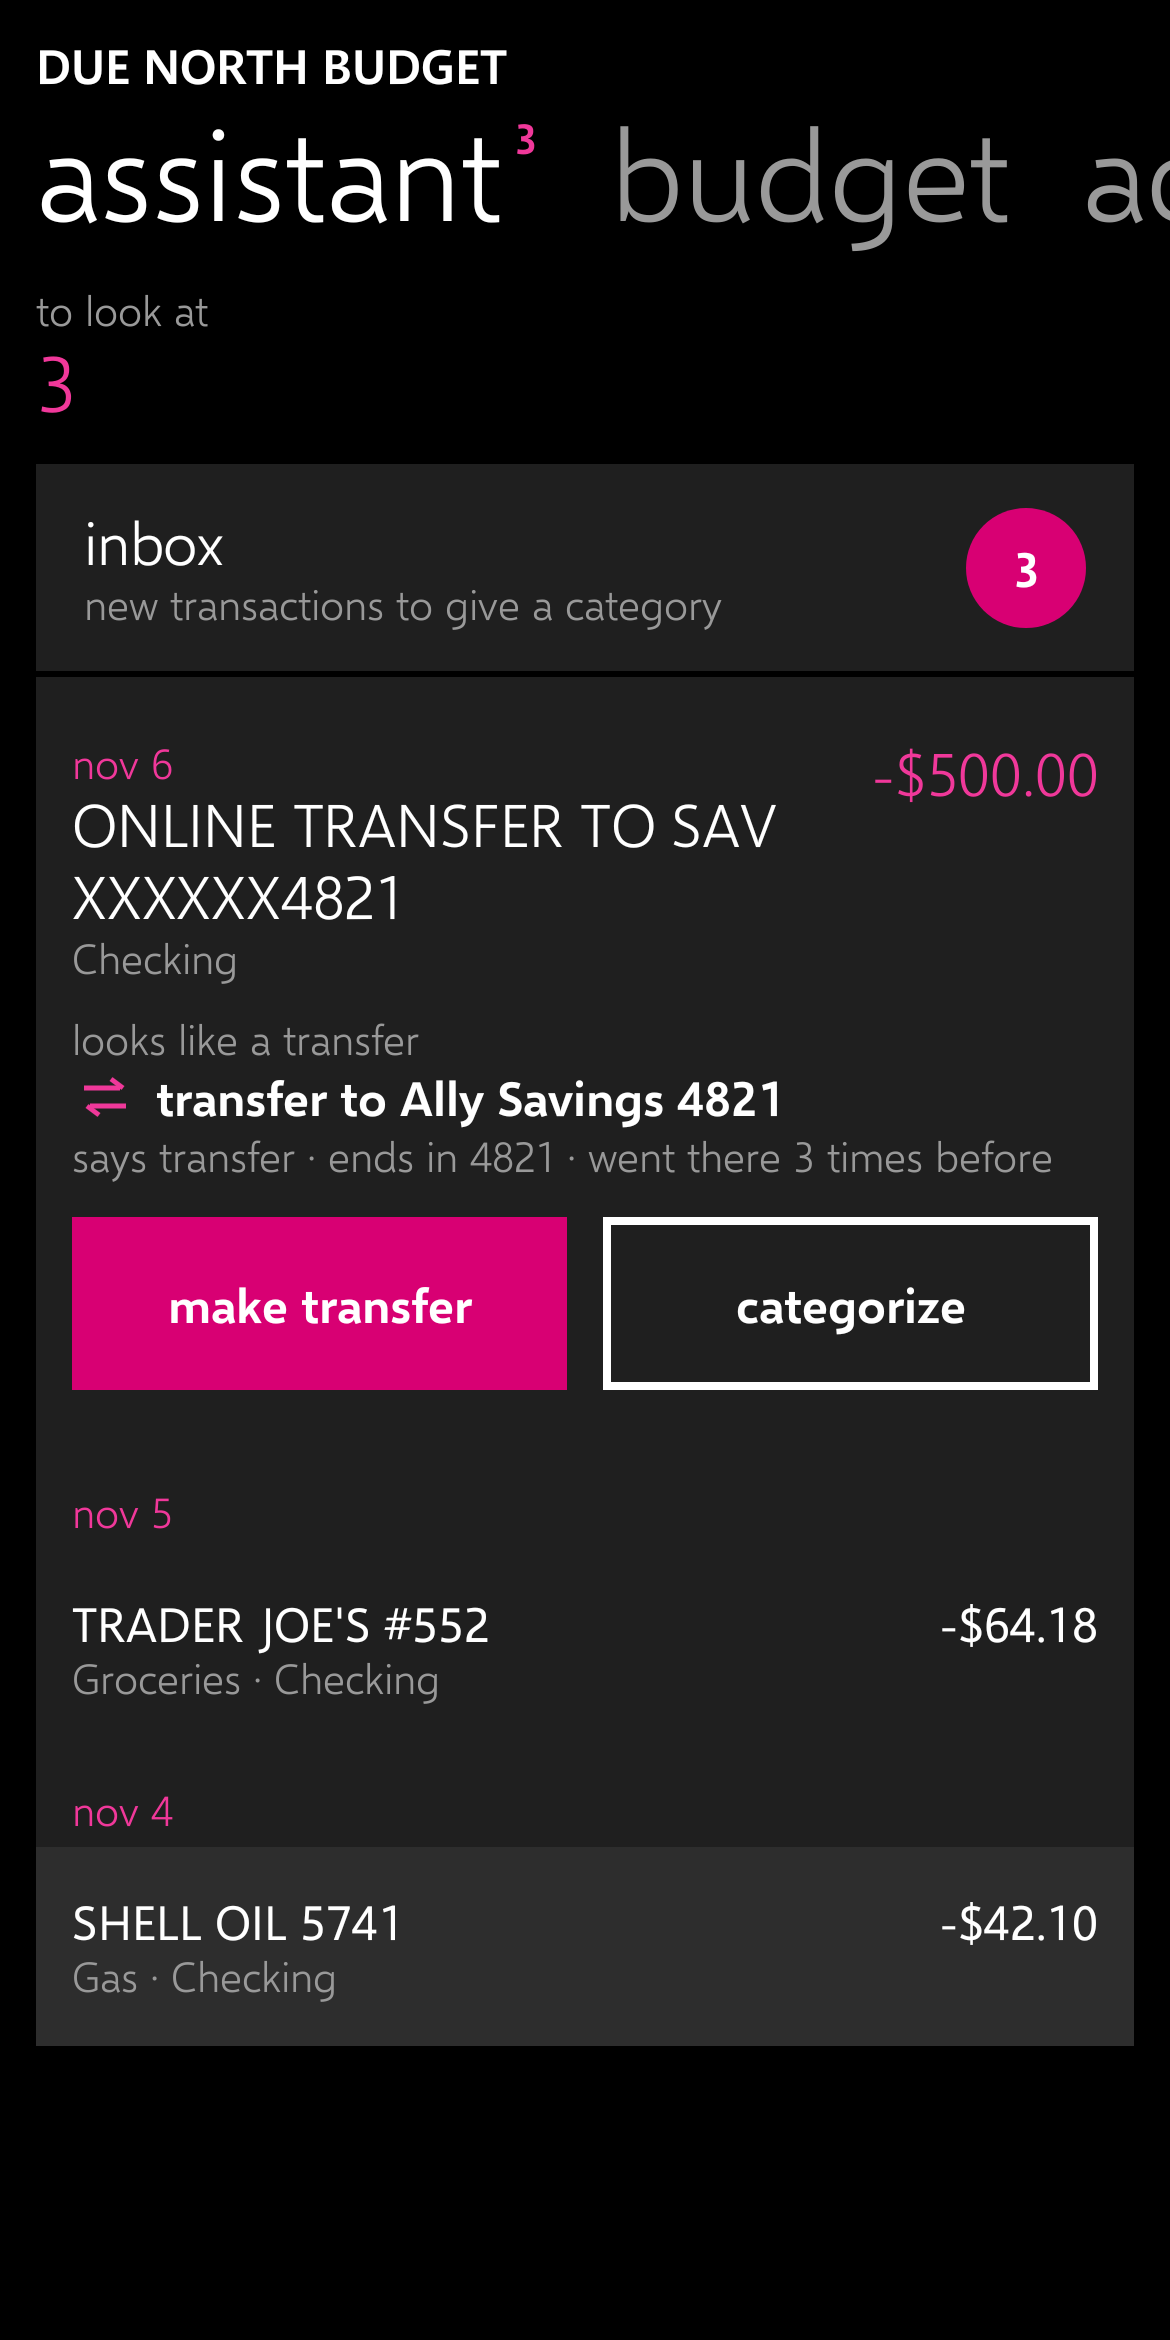 DUE NORTH BUDGET
assistant 3 budget ac
to look at
3
inbox
new transactions to give a category
3
nov 6
-$500.00
ONLINE TRANSFER TO SAV
XXXXXX4821
Checking
looks like a transfer
transfer to Ally Savings 4821
says transfer · ends in 4821 · went there 3 times before
make transfer
categorize
nov 5
TRADER JOE'S #552
-$64.18
Groceries · Checking
nov 4
SHELL OIL 5741
-$42.10
Gas · Checking